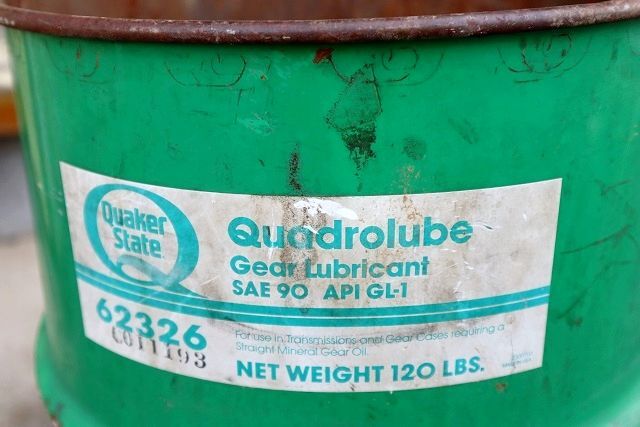 Quaker
State
Quadrolube
Gear Lubricant
SAE 90 API GL-1
62326
C011193
For use in Transmissions and Gear Cases requiring a
Straight Mineral Gear Oil.
NET WEIGHT 120 LBS.